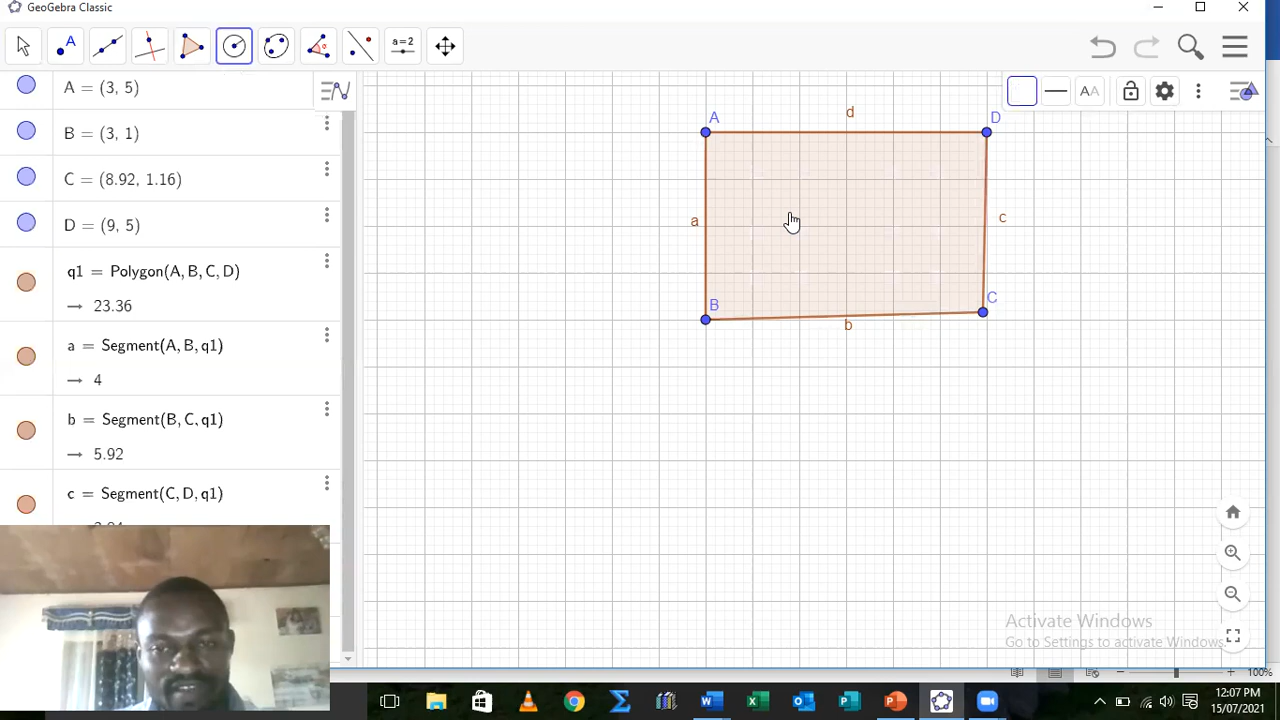 GeoGebra Classic
A
a=2
A = (3, 5)
B = (3, 1)
C = (8.92, 1.16)
D = (9, 5)
q1 = Polygon(A, B, C, D)
→ 23.36
a = Segment(A, B, q1)
→ 4
b = Segment(B, C, q1)
→ 5.92
c = Segment(C, D, q1)
AA
A
d
D
a
c
B
C
b
Activate Windows
Go to Settings to activate Windows.
100%
12:07 PM
15/07/2021